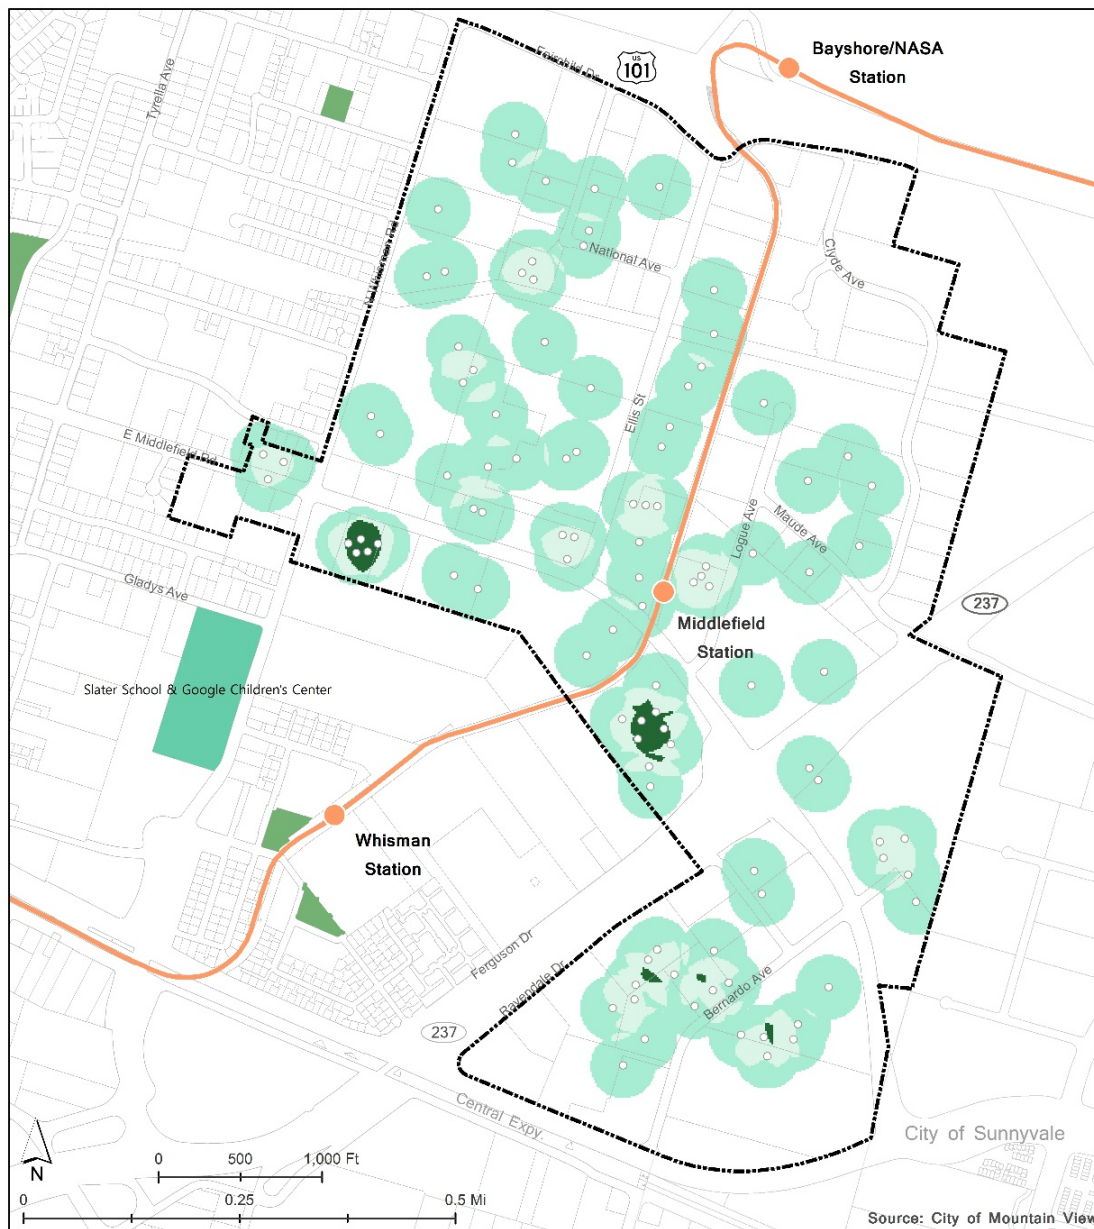 Bayshore/NASA
Station
US
101
Fairchild Dr
Tyrella Ave
N Whisman Rd
National Ave
Clyde Ave
Ellis St
E Middlefield Rd
Logue Ave
Maude Ave
Gladys Ave
237
Middlefield
Station
Slater School & Google Children's Center
Whisman
Station
Ferguson Dr
Ravendale Dr
Bernardo Ave
237
Central Expy.
City of Sunnyvale
N
0 500 1,000 Ft
0 0.25 0.5 Mi
Source: City of Mountain View